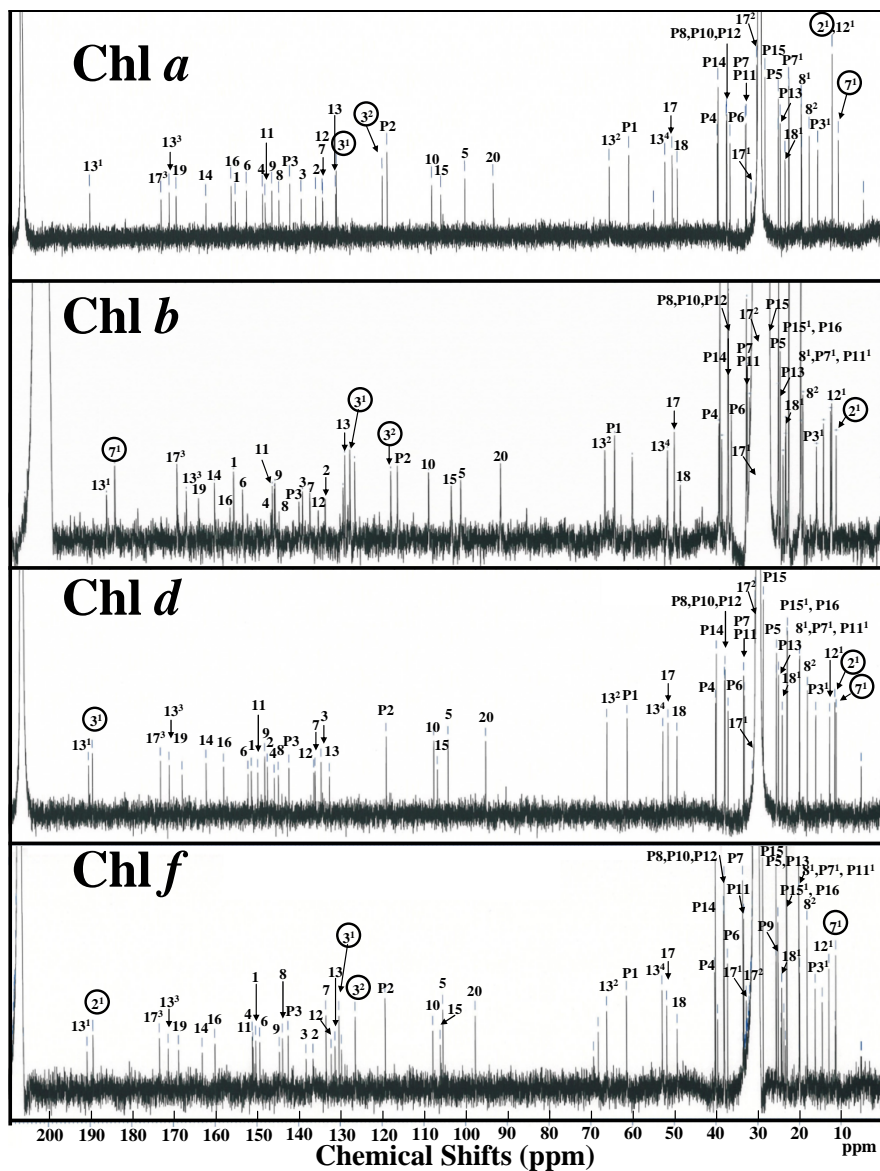 Chl a
13¹ 17³ 13³ 19 14 16 1 6 4 11 9 8 P3 3 2 7 12 13 3¹ 3² P2 10 15 5 20 13² P1 13⁴ 17 18 P14 P4 P8,P10,P12 P6 P7 P11 17¹ 17² P15 P5 P13 18¹ P7¹ 8¹ 8² P3¹ 2¹,12¹ 7¹
Chl b
13¹ 7¹ 17³ 13³ 19 14 16 1 6 4 11 9 8 P3 3 7 12 2 13 3¹ 3² P2 10 15 5 20 13² P1 13⁴ 17 18 P14 P4 P8,P10,P12 P6 P7 P11 17¹ 17² P15 P15¹, P16 P5 P13 18¹ 8¹,P7¹, P11¹ 8² P3¹ 12¹ 2¹
Chl d
13¹ 3¹ 17³ 13³ 19 14 16 6 1 11 9 2 4 8 P3 12 7 3 13 P2 10 15 5 20 13² P1 13⁴ 17 18 P14 P4 P8,P10,P12 P6 P7 P11 17¹ 17² P15 P15¹, P16 P5 P13 18¹ 8¹,P7¹, P11¹ 8² P3¹ 12¹ 2¹ 7¹
Chl f
13¹ 2¹ 17³ 13³ 19 14 16 11 4 1 6 9 8 P3 3 2 12 7 13 3¹ 3² P2 10 5 15 20 13² P1 13⁴ 17 18 P14 P4 P8,P10,P12 P6 P7 P11 17¹ 17² P15 P5,P13 P9 18¹ P15¹, P16 8¹,P7¹, P11¹ 8² P3¹ 12¹ 7¹
200 190 180 170 160 150 140 130 120 110 100 90 80 70 60 50 40 30 20 10 ppm
Chemical Shifts (ppm)